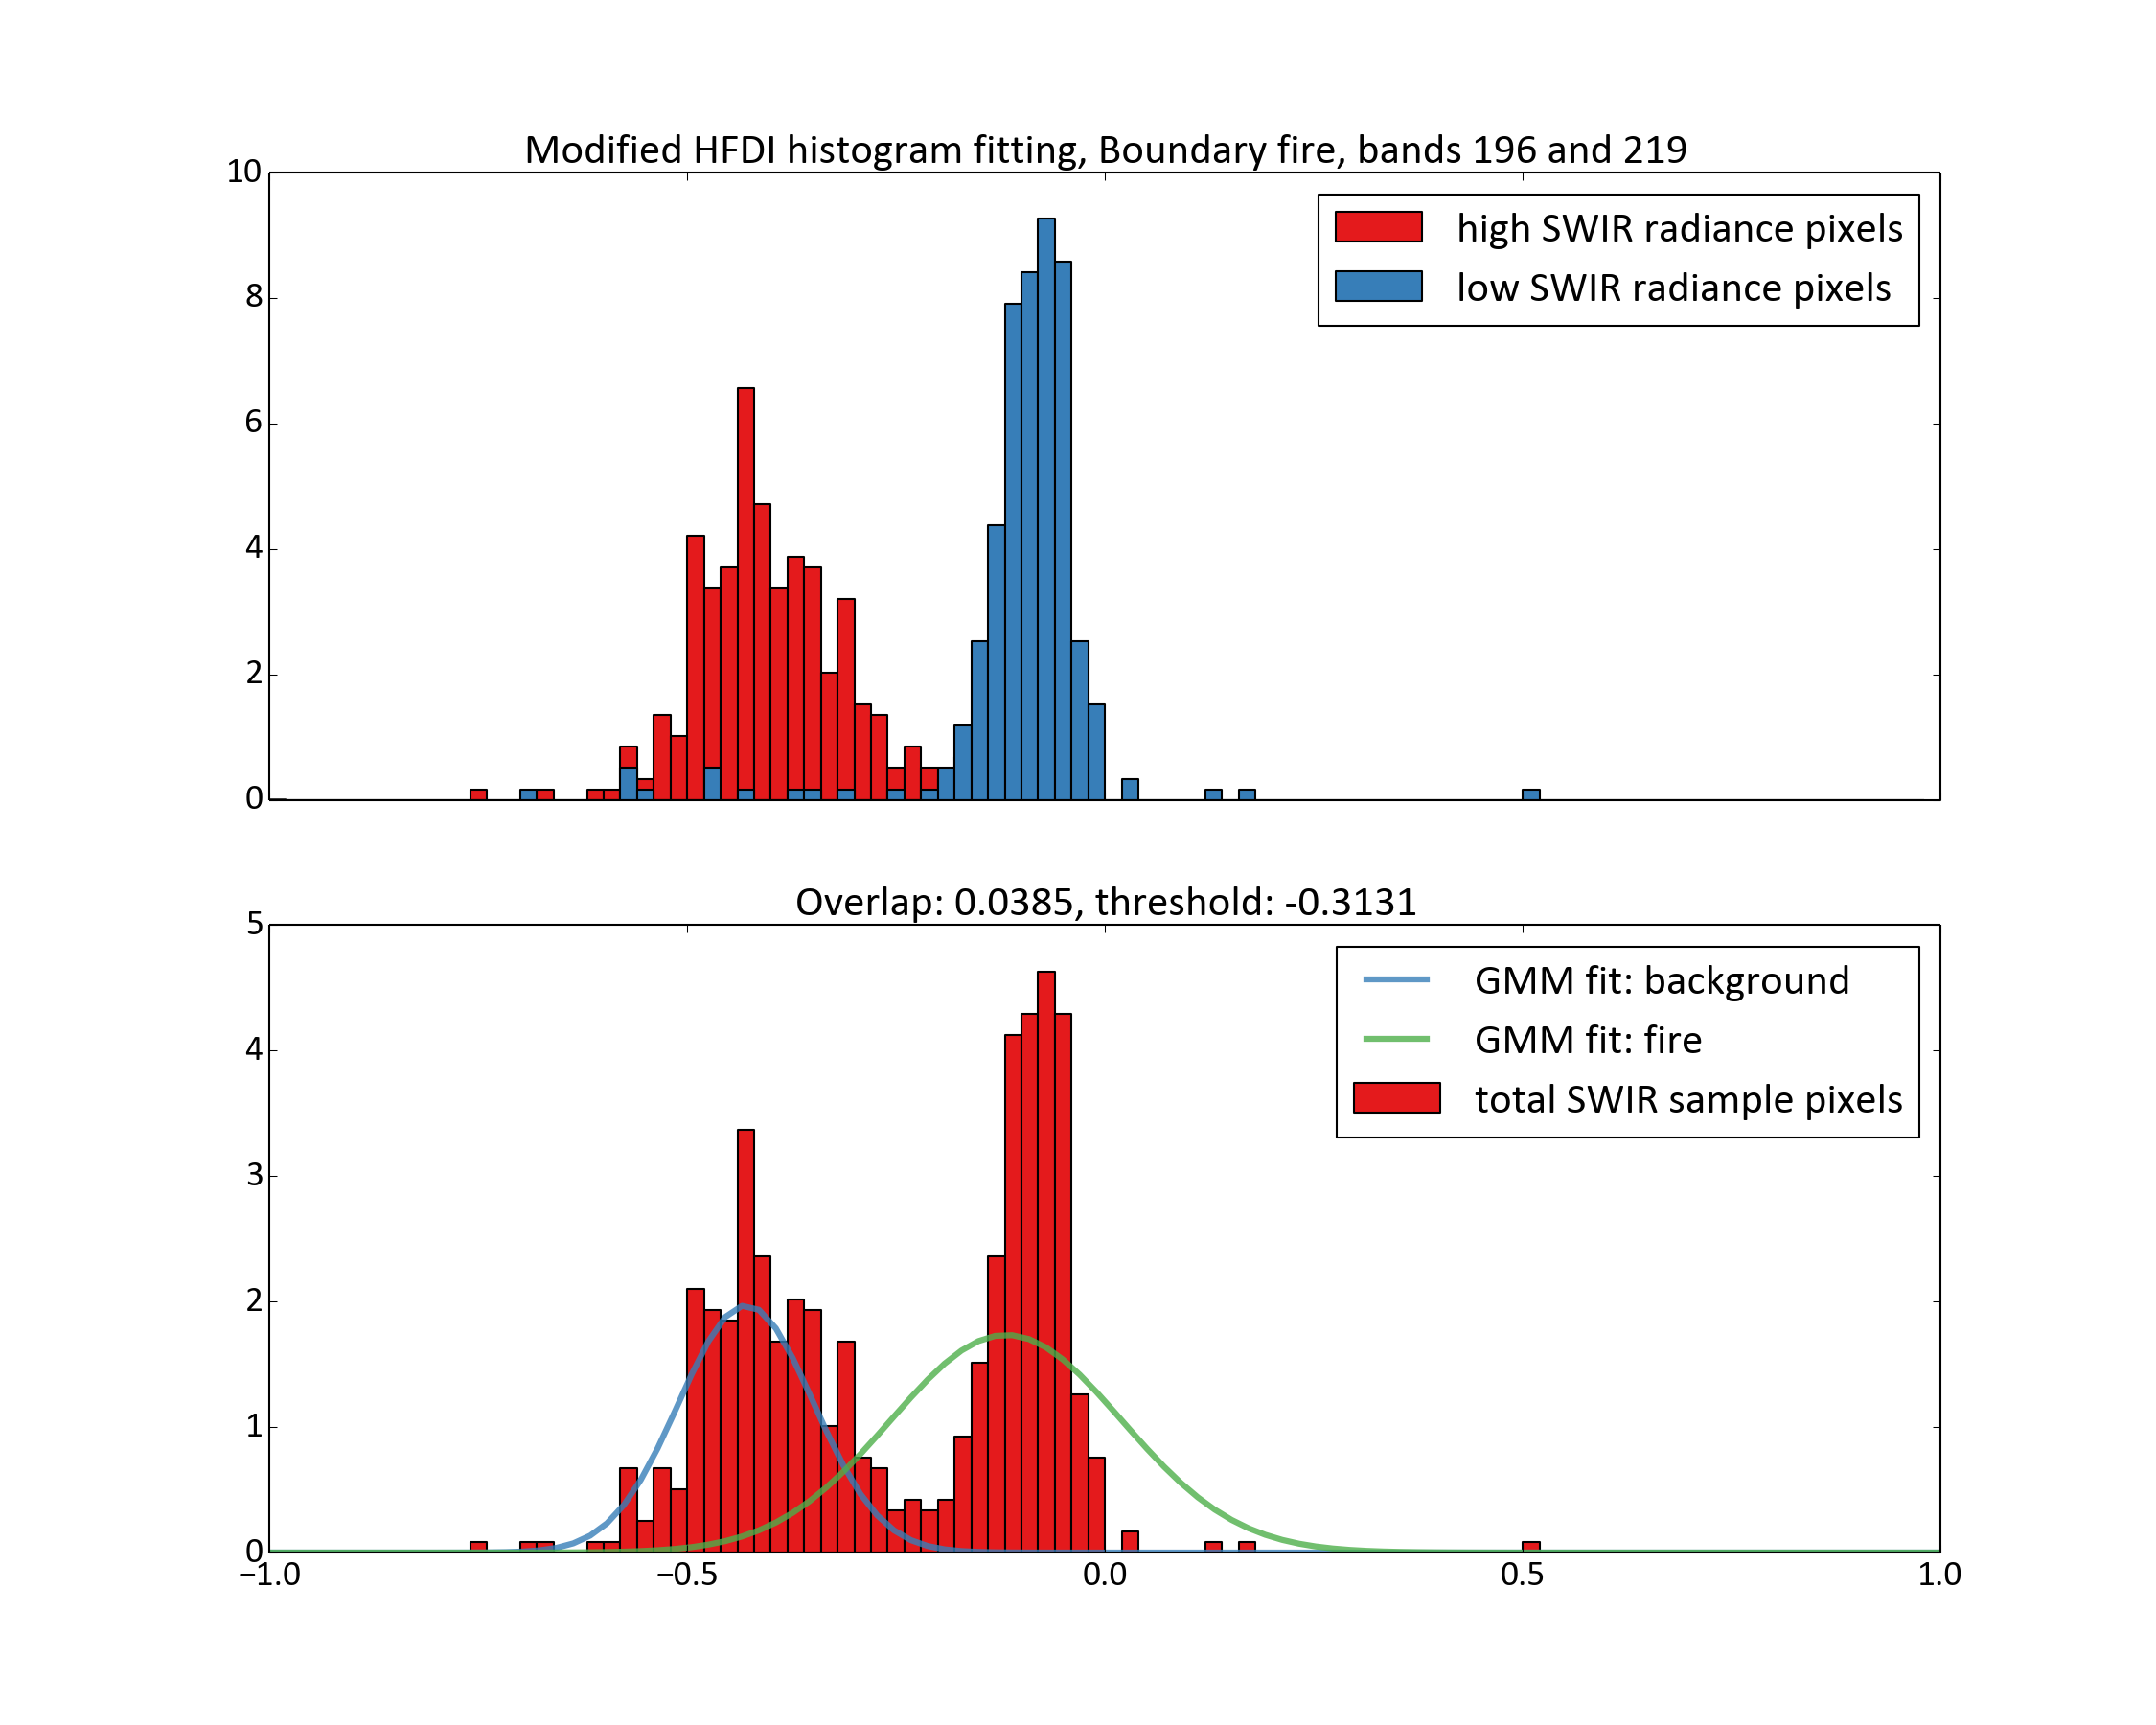 Modified HFDI histogram fitting, Boundary fire, bands 196 and 219
10
8
6
4
2
0
high SWIR radiance pixels
low SWIR radiance pixels
Overlap: 0.0385, threshold: -0.3131
5
4
3
2
1
0
GMM fit: background
GMM fit: fire
total SWIR sample pixels
−1.0 −0.5 0.0 0.5 1.0